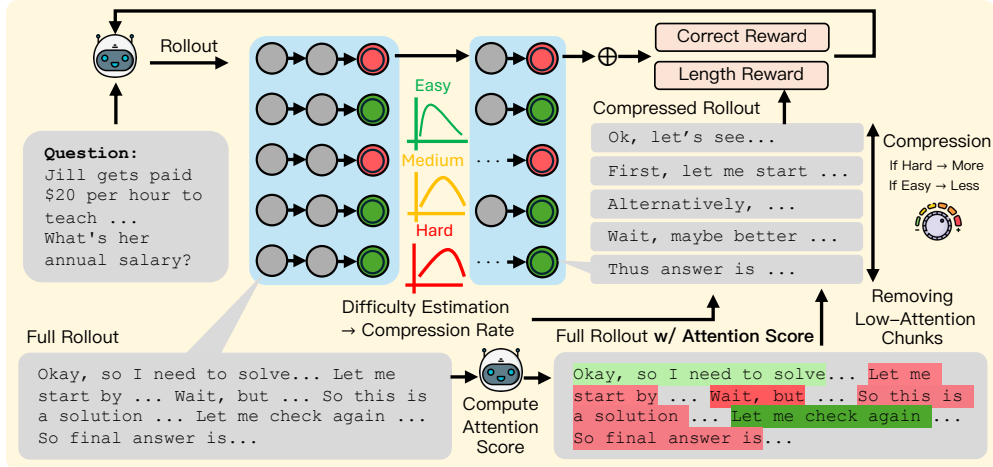 Rollout
Correct Reward
Length Reward
Easy
Medium
Hard
...
...
Question:
Jill gets paid
$20 per hour to
teach ...
What's her
annual salary?
Compressed Rollout
Ok, let's see...
First, let me start ...
Alternatively, ...
Wait, maybe better ...
Thus answer is ...
Compression
If Hard → More
If Easy → Less
- +
Removing
Low-Attention
Chunks
Difficulty Estimation
→ Compression Rate
Full Rollout
Okay, so I need to solve... Let me
start by ... Wait, but ... So this is
a solution ... Let me check again ...
So final answer is...
Compute
Attention
Score
Full Rollout w/ Attention Score
Okay, so I need to solve... Let me
start by ... Wait, but ... So this is
a solution ... Let me check again ...
So final answer is...